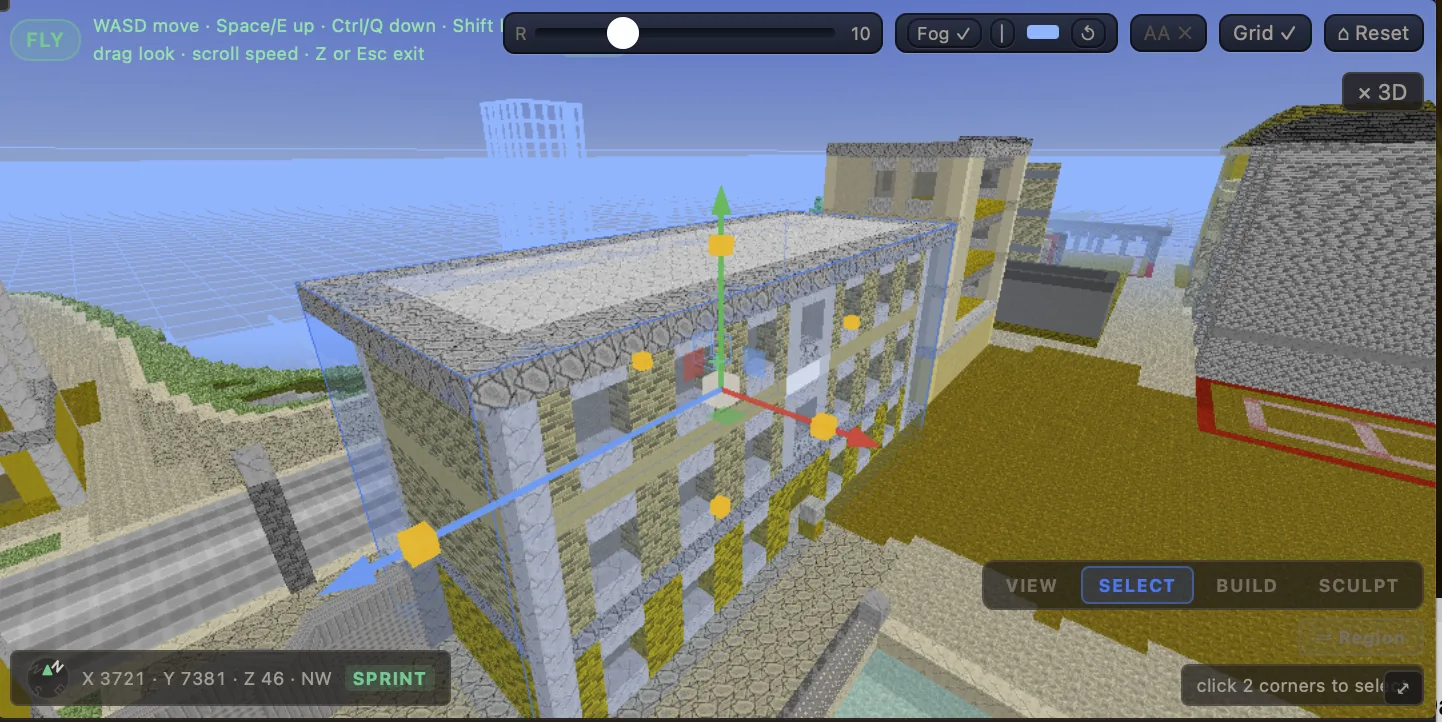 FLY
WASD move · Space/E up · Ctrl/Q down · Shift
drag look · scroll speed · Z or Esc exit
R 10
Fog ✓
AA ×
Grid ✓
⌂ Reset
× 3D
VIEW SELECT BUILD SCULPT
Region
X 3721 · Y 7381 · Z 46 · NW SPRINT
click 2 corners to sele